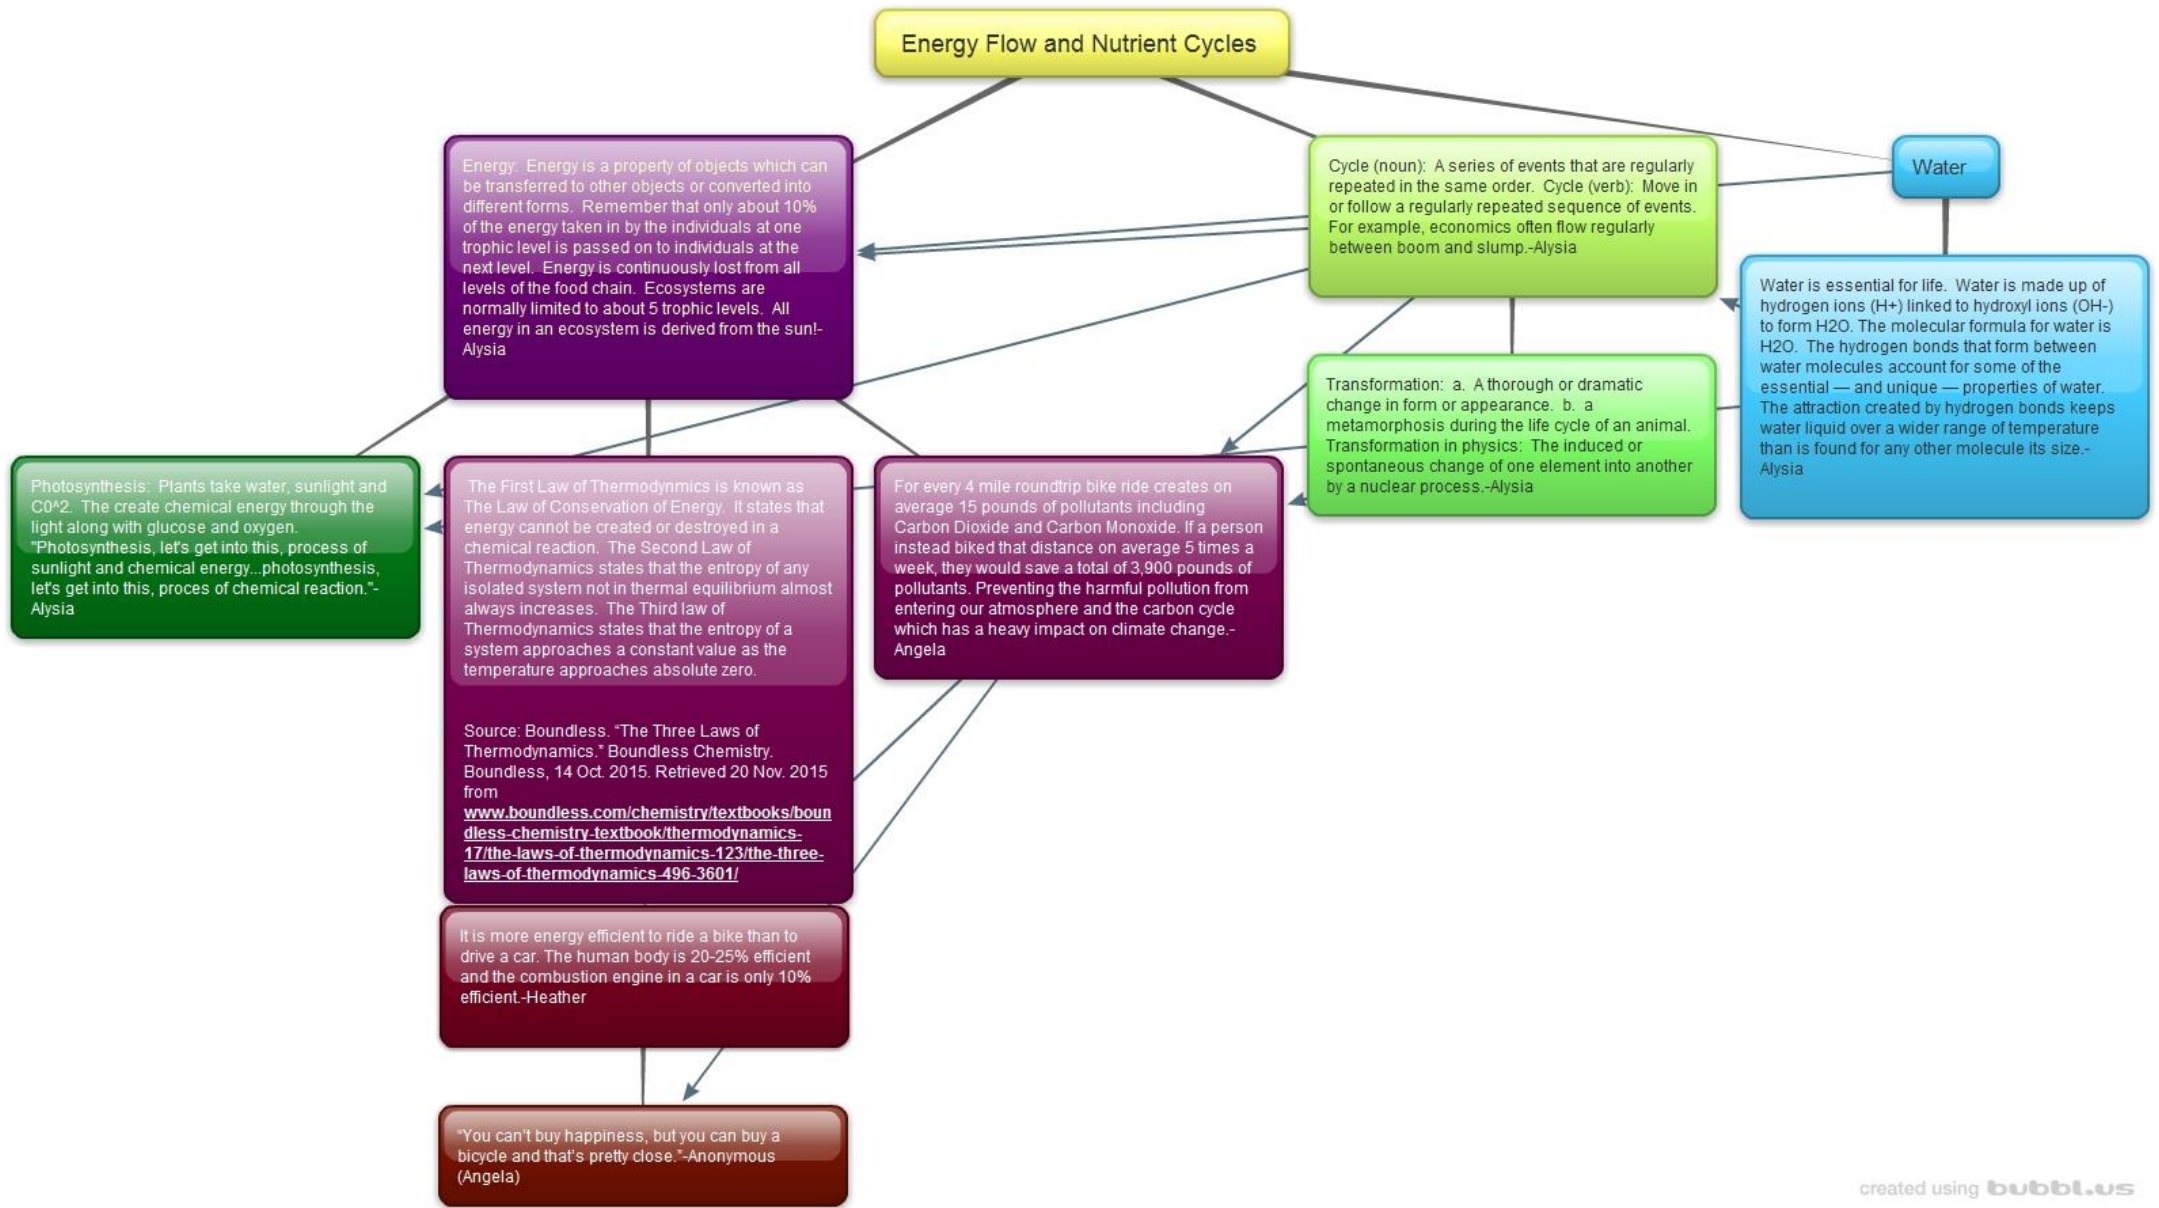 Energy Flow and Nutrient Cycles
Energy:  Energy is a property of objects which can
be transferred to other objects or converted into
different forms.  Remember that only about 10%
of the energy taken in by the individuals at one
trophic level is passed on to individuals at the
next level.  Energy is continuously lost from all
levels of the food chain.  Ecosystems are
normally limited to about 5 trophic levels.  All
energy in an ecosystem is derived from the sun!-
Alysia
Cycle (noun):  A series of events that are regularly
repeated in the same order.  Cycle (verb):  Move in
or follow a regularly repeated sequence of events.
For example, economics often flow regularly
between boom and slump.-Alysia
Water
Water is essential for life.  Water is made up of
hydrogen ions (H+) linked to hydroxyl ions (OH-)
to form H2O. The molecular formula for water is
H2O.  The hydrogen bonds that form between
water molecules account for some of the
essential — and unique — properties of water.
The attraction created by hydrogen bonds keeps
water liquid over a wider range of temperature
than is found for any other molecule its size.-
Alysia
Transformation:  a.  A thorough or dramatic
change in form or appearance.  b.  a
metamorphosis during the life cycle of an animal.
Transformation in physics:  The induced or
spontaneous change of one element into another
by a nuclear process.-Alysia
Photosynthesis:  Plants take water, sunlight and
C0^2.  The create chemical energy through the
light along with glucose and oxygen.
"Photosynthesis, let's get into this, process of
sunlight and chemical energy...photosynthesis,
let's get into this, proces of chemical reaction."-
Alysia
The First Law of Thermodynmics is known as
The Law of Conservation of Energy.  It states that
energy cannot be created or destroyed in a
chemical reaction.  The Second Law of
Thermodynamics states that the entropy of any
isolated system not in thermal equilibrium almost
always increases.  The Third law of
Thermodynamics states that the entropy of a
system approaches a constant value as the
temperature approaches absolute zero.
Source: Boundless. “The Three Laws of
Thermodynamics.” Boundless Chemistry.
Boundless, 14 Oct. 2015. Retrieved 20 Nov. 2015
from
www.boundless.com/chemistry/textbooks/boun
dless-chemistry-textbook/thermodynamics-
17/the-laws-of-thermodynamics-123/the-three-
laws-of-thermodynamics-496-3601/
For every 4 mile roundtrip bike ride creates on
average 15 pounds of pollutants including
Carbon Dioxide and Carbon Monoxide. If a person
instead biked that distance on average 5 times a
week, they would save a total of 3,900 pounds of
pollutants. Preventing the harmful pollution from
entering our atmosphere and the carbon cycle
which has a heavy impact on climate change.-
Angela
It is more energy efficient to ride a bike than to
drive a car. The human body is 20-25% efficient
and the combustion engine in a car is only 10%
efficient.-Heather
“You can’t buy happiness, but you can buy a
bicycle and that’s pretty close.”-Anonymous
(Angela)
created using bubbl.us